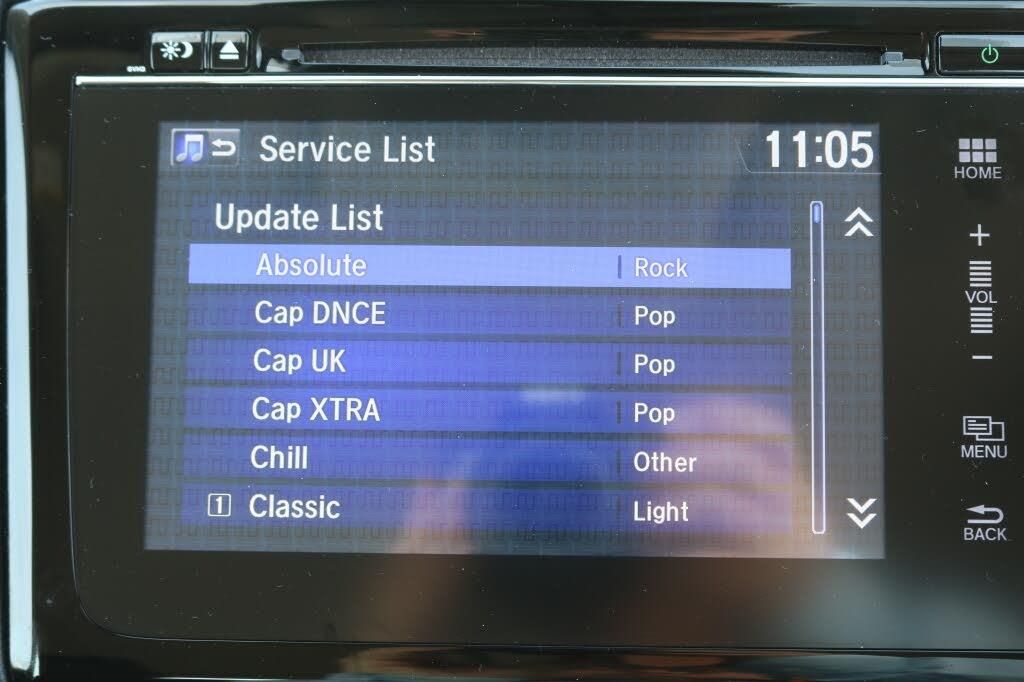 Service List
11:05
HOME
Update List
Absolute Rock
Cap DNCE Pop
Cap UK Pop
VOL
Cap XTRA Pop
MENU
Chill Other
1 Classic Light
BACK